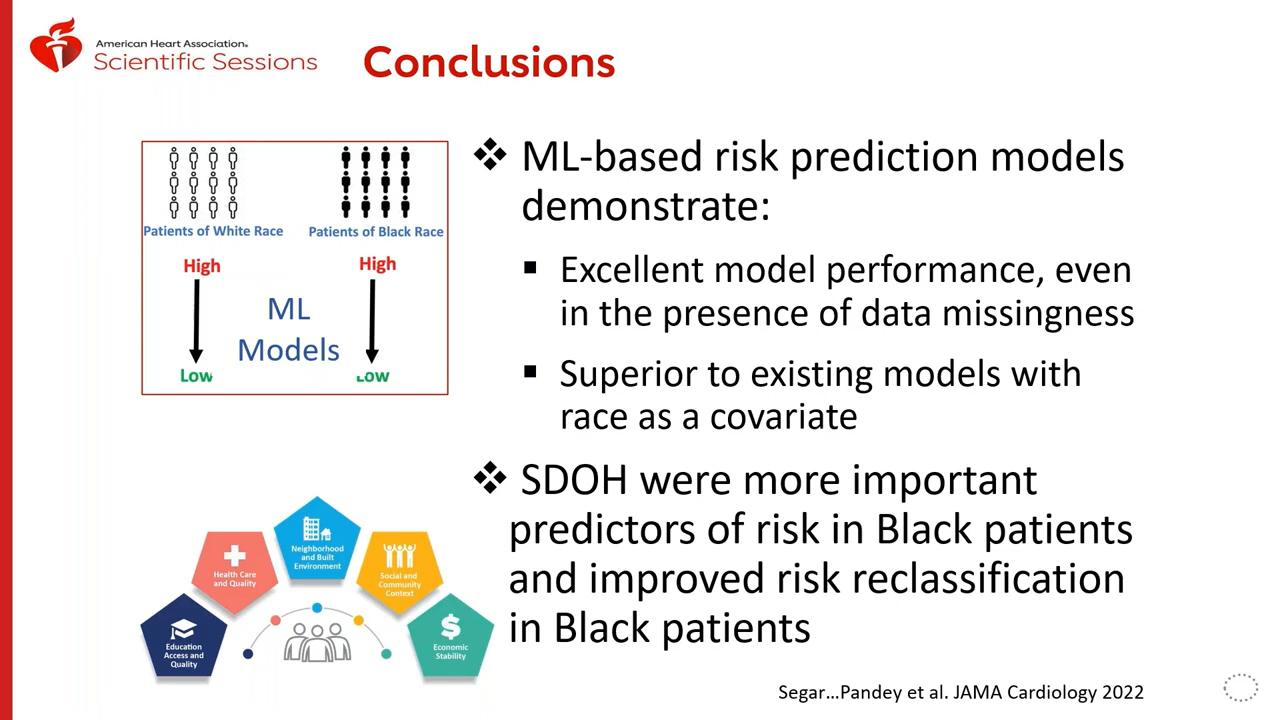 American Heart Association®
Scientific Sessions
Conclusions
Patients of White Race
Patients of Black Race
High
High
ML
Models
Low
Low
❖ ML-based risk prediction models
demonstrate:
▪ Excellent model performance, even
in the presence of data missingness
▪ Superior to existing models with
race as a covariate
❖ SDOH were more important
predictors of risk in Black patients
and improved risk reclassification
in Black patients
Education
Access and
Quality
Health Care
and Quality
Neighborhood
and Built
Environment
Social and
Community
Context
$
Economic
Stability
Segar...Pandey et al. JAMA Cardiology 2022